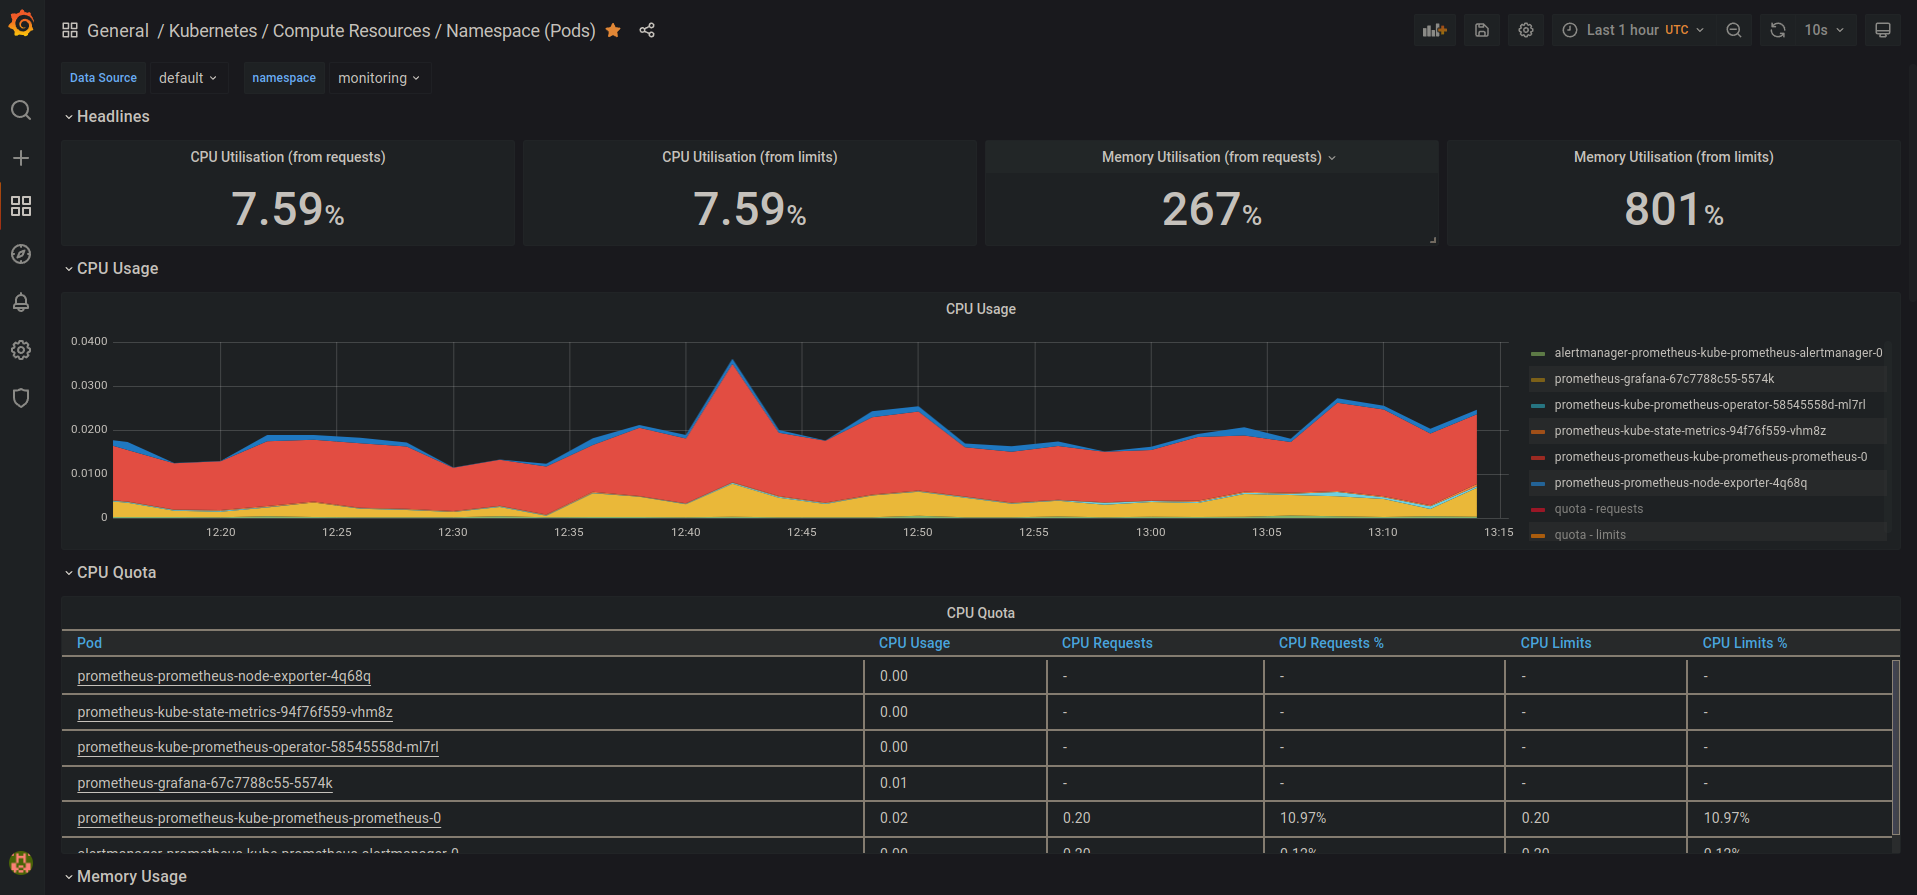 General / Kubernetes / Compute Resources / Namespace (Pods)
Last 1 hour UTC
10s
Data Source default namespace monitoring
Headlines
CPU Utilisation (from requests)
7.59%
CPU Utilisation (from limits)
7.59%
Memory Utilisation (from requests)
267%
Memory Utilisation (from limits)
801%
CPU Usage
CPU Usage
0.0400
0.0300
0.0200
0.0100
0
12:20 12:25 12:30 12:35 12:40 12:45 12:50 12:55 13:00 13:05 13:10 13:15
alertmanager-prometheus-kube-prometheus-alertmanager-0
prometheus-grafana-67c7788c55-5574k
prometheus-kube-prometheus-operator-58545558d-ml7rl
prometheus-kube-state-metrics-94f76f559-vhm8z
prometheus-prometheus-kube-prometheus-prometheus-0
prometheus-prometheus-node-exporter-4q68q
quota - requests
quota - limits
CPU Quota
CPU Quota
Pod CPU Usage CPU Requests CPU Requests % CPU Limits CPU Limits %
prometheus-prometheus-node-exporter-4q68q 0.00 - - - -
prometheus-kube-state-metrics-94f76f559-vhm8z 0.00 - - - -
prometheus-kube-prometheus-operator-58545558d-ml7rl 0.00 - - - -
prometheus-grafana-67c7788c55-5574k 0.01 - - - -
prometheus-prometheus-kube-prometheus-prometheus-0 0.02 0.20 10.97% 0.20 10.97%
alertmanager-prometheus-kube-prometheus-alertmanager-0
Memory Usage